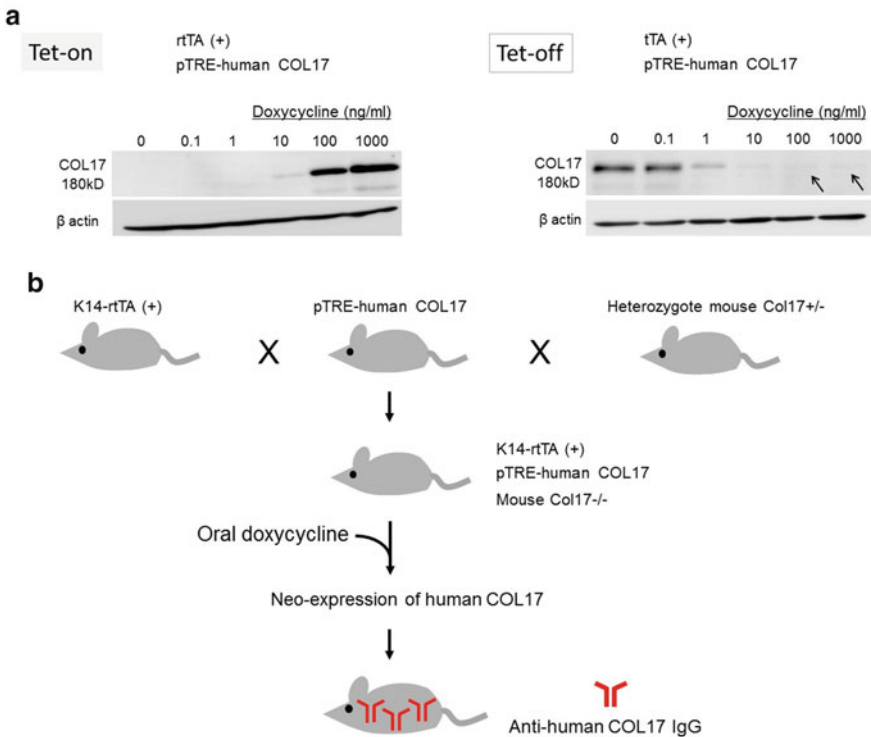 a
Tet-on
rtTA (+)
pTRE-human COL17
Doxycycline (ng/ml)
0 0.1 1 10 100 1000
COL17
180kD
β actin
Tet-off
tTA (+)
pTRE-human COL17
Doxycycline (ng/ml)
0 0.1 1 10 100 1000
COL17
180kD
β actin
b
K14-rtTA (+) pTRE-human COL17 Heterozygote mouse Col17+/-
X X
K14-rtTA (+)
pTRE-human COL17
Mouse Col17-/-
Oral doxycycline
Neo-expression of human COL17
Anti-human COL17 IgG